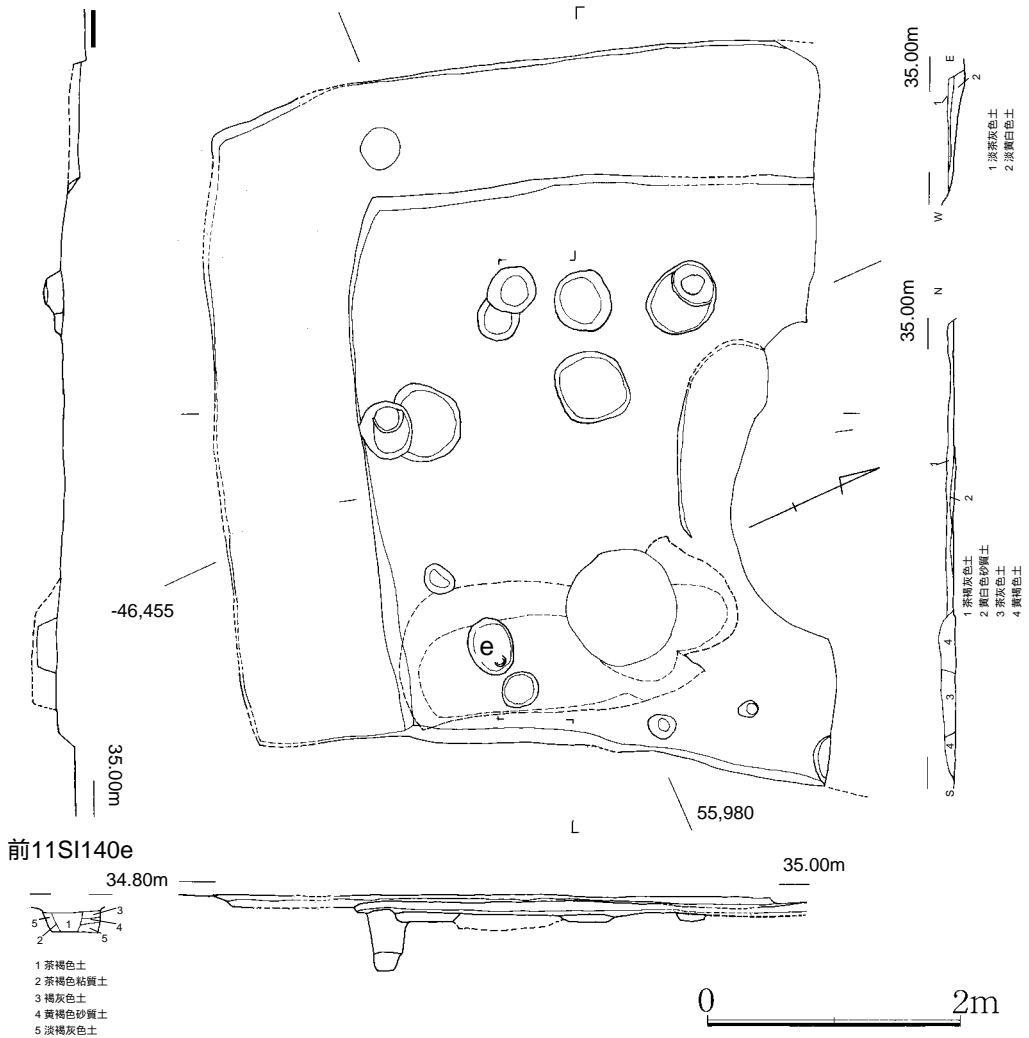 35.00m
E
2
1
W
1 淡茶灰色土
2 淡黄白色土
35.00m
N
1
2
4
3
4
S
1 茶褐灰色土
2 黄白色砂質土
3 茶灰色土
4 黄褐色土
-46,455
e
35.00m
55,980
前11SI140e
34.80m
35.00m
5
1
3
4
2
5
1 茶褐色土
2 茶褐色粘質土
3 褐灰色土
4 黄褐色砂質土
5 淡褐灰色土
0
2m